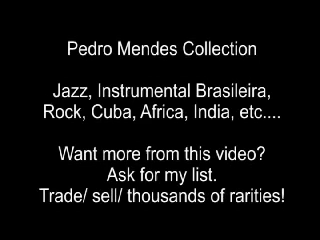 Pedro Mendes Collection
Jazz, Instrumental Brasileira,
Rock, Cuba, Africa, India, etc....
Want more from this video?
Ask for my list.
Trade/ sell/ thousands of rarities!